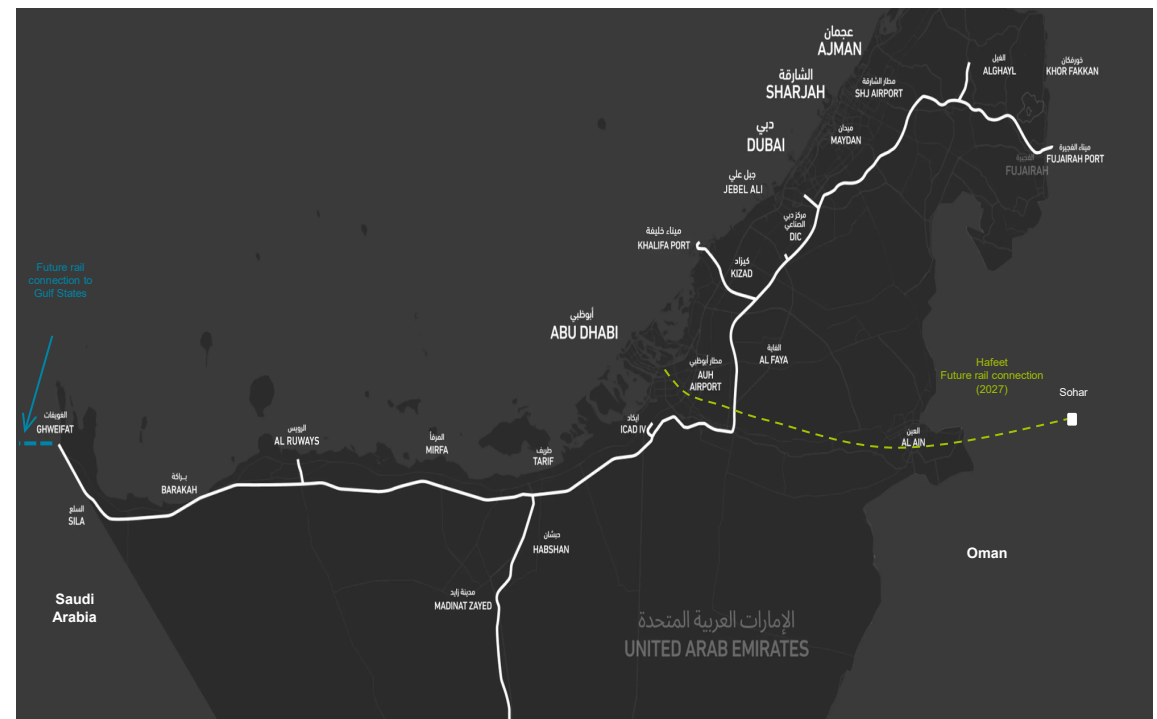 عجمان
AJMAN
الشارقة
SHARJAH
مطار الشارقة
SHJ AIRPORT
الغيل
ALGHAYL
خورفكان
KHOR FAKKAN
دبي
DUBAI
ميدان
MAYDAN
ميناء الفجيرة
FUJAIRAH PORT
الفجيرة
FUJAIRAH
جبل علي
JEBEL ALI
مركز دبي
الصناعي
DIC
ميناء خليفة
KHALIFA PORT
كيزاد
KIZAD
Future rail
connection to
Gulf States
أبوظبي
ABU DHABI
مطار أبوظبي
AUH
AIRPORT
الفاية
AL FAYA
Hafeet
Future rail connection
(2027)
Sohar
الغويفات
GHWEIFAT
الرويس
AL RUWAYS
المرفأ
MIRFA
طريف
TARIF
ايكاد
ICAD IV
العين
AL AIN
بـراكة
BARAKAH
السلع
SILA
حبشان
HABSHAN
Oman
مدينة زايد
MADINAT ZAYED
Saudi
Arabia
الإمارات العربية المتحدة
UNITED ARAB EMIRATES